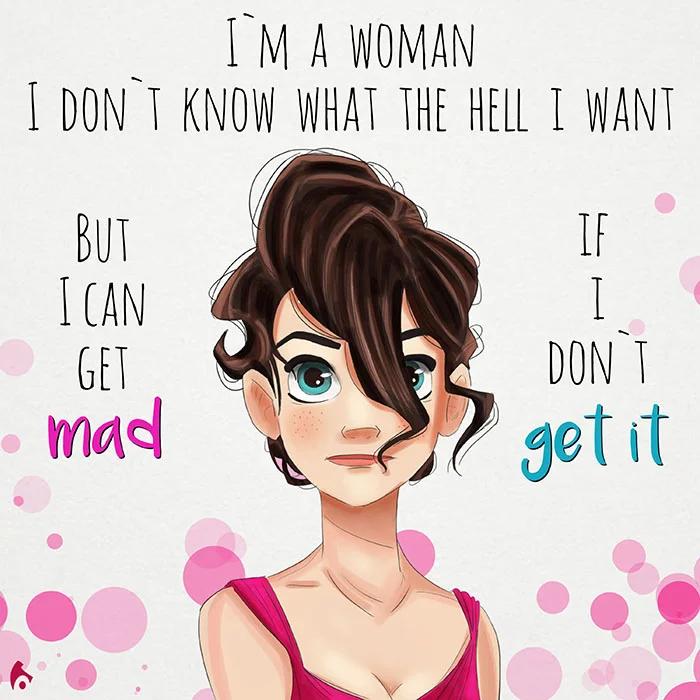 I`M A WOMAN
I DON`T KNOW WHAT THE HELL I WANT
BUT
I CAN
GET
mad
IF
I
DON`T
get it